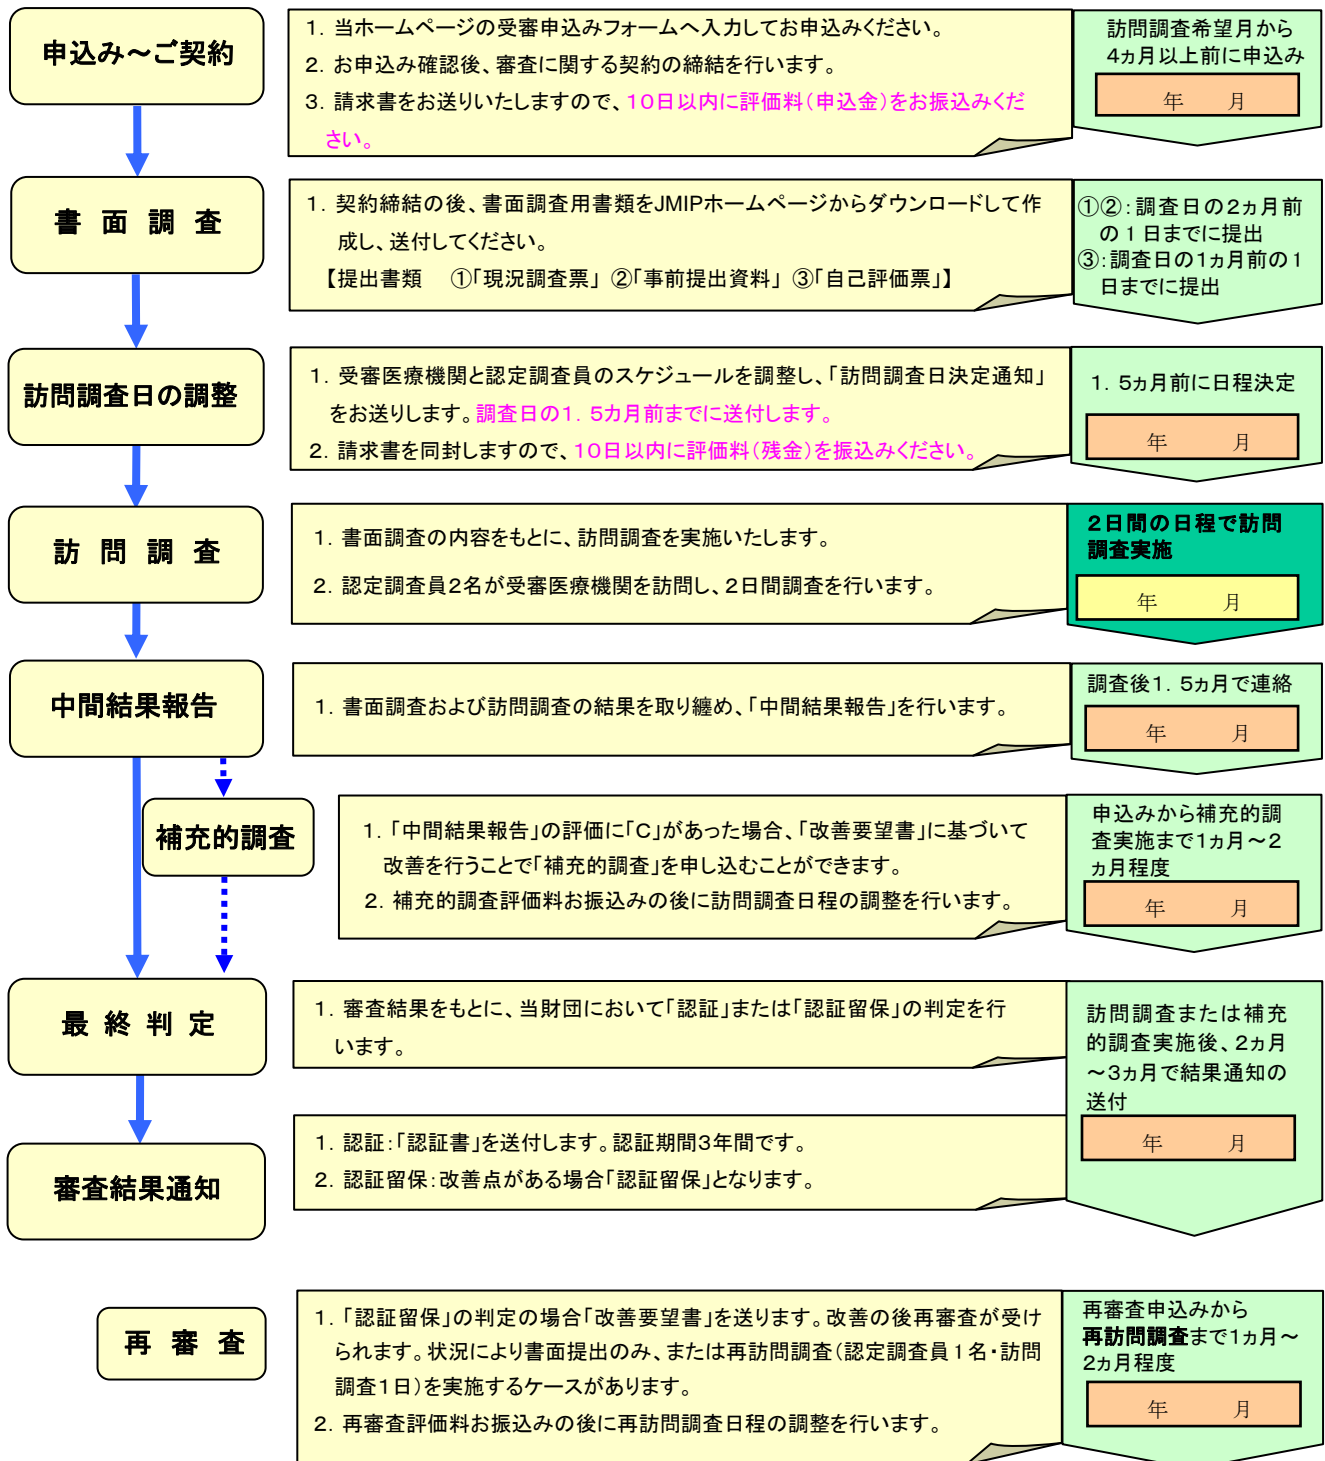 申込み～ご契約
1. 当ホームページの受審申込みフォームへ入力してお申込みください。
2. お申込み確認後、審査に関する契約の締結を行います。
3. 請求書をお送りいたしますので、10日以内に評価料（申込金）をお振込みくだ
さい。
訪問調査希望月から
4ヵ月以上前に申込み
年 月
書 面 調 査
1. 契約締結の後、書面調査用書類をJMIPホームページからダウンロードして作
成し、送付してください。
【提出書類 ①「現況調査票」 ②「事前提出資料」 ③「自己評価票」】
①②：調査日の2ヵ月前
の１日までに提出
③：調査日の1ヵ月前の1
日までに提出
訪問調査日の調整
1. 受審医療機関と認定調査員のスケジュールを調整し、「訪問調査日決定通知」
をお送りします。調査日の1．5カ月前までに送付します。
2. 請求書を同封しますので、10日以内に評価料（残金）を振込みください。
1．5ヵ月前に日程決定
年 月
訪 問 調 査
1. 書面調査の内容をもとに、訪問調査を実施いたします。
2. 認定調査員2名が受審医療機関を訪問し、2日間調査を行います。
2日間の日程で訪問
調査実施
年 月
中間結果報告
1. 書面調査および訪問調査の結果を取り纏め、「中間結果報告」を行います。
調査後1．5ヵ月で連絡
年 月
補充的調査
1. 「中間結果報告」の評価に「C」があった場合、「改善要望書」に基づいて
改善を行うことで「補充的調査」を申し込むことができます。
2. 補充的調査評価料お振込みの後に訪問調査日程の調整を行います。
申込みから補充的調
査実施まで1ヵ月～2
ヵ月程度
年 月
最 終 判 定
1. 審査結果をもとに、当財団において「認証」または「認証留保」の判定を行
います。
訪問調査または補充
的調査実施後、2ヵ月
～3ヵ月で結果通知の
送付
年 月
審査結果通知
1. 認証：「認証書」を送付します。認証期間3年間です。
2. 認証留保：改善点がある場合「認証留保」となります。
再 審 査
1. 「認証留保」の判定の場合「改善要望書」を送ります。改善の後再審査が受け
られます。状況により書面提出のみ、または再訪問調査（認定調査員１名・訪問
調査1日）を実施するケースがあります。
2. 再審査評価料お振込みの後に再訪問調査日程の調整を行います。
再審査申込みから
再訪問調査まで1ヵ月～
2ヵ月程度
年 月